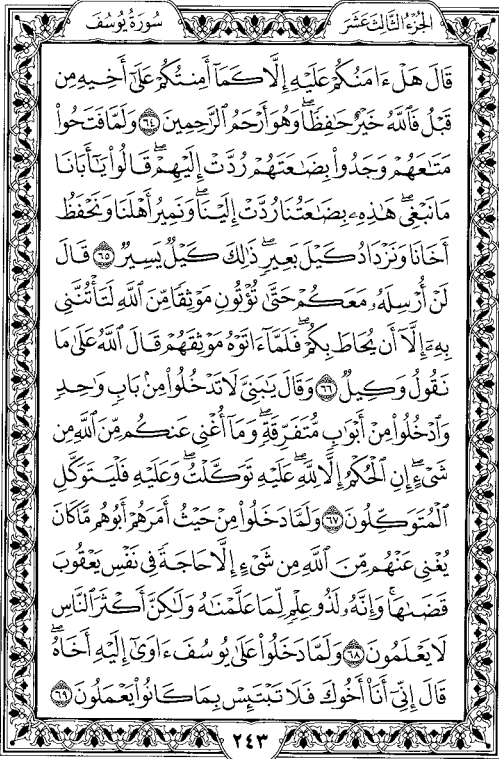 الجزء الثالث عشر
سورة يوسف
قَالَ هَلْ ءَامَنُكُمْ عَلَيْهِ إِلَّا كَمَآ أَمِنتُكُمْ عَلَىٰٓ أَخِيهِ مِن
قَبْلُ فَٱللَّهُ خَيْرٌ حَـٰفِظًا ۖ وَهُوَ أَرْحَمُ ٱلرَّٰحِمِينَ ٦٤ وَلَمَّا فَتَحُوا۟
مَتَـٰعَهُمْ وَجَدُوا۟ بِضَـٰعَتَهُمْ رُدَّتْ إِلَيْهِمْ ۖ قَالُوا۟ يَـٰٓأَبَانَا
مَا نَبْغِى ۖ هَـٰذِهِۦ بِضَـٰعَتُنَا رُدَّتْ إِلَيْنَا ۖ وَنَمِيرُ أَهْلَنَا وَنَحْفَظُ
أَخَانَا وَنَزْدَادُ كَيْلَ بَعِيرٍ ۖ ذَٰلِكَ كَيْلٌ يَسِيرٌ ٦٥ قَالَ
لَنْ أُرْسِلَهُۥ مَعَكُمْ حَتَّىٰ تُؤْتُونِ مَوْثِقًا مِّنَ ٱللَّهِ لَتَأْتُنَّنِى
بِهِۦٓ إِلَّآ أَن يُحَاطَ بِكُمْ ۖ فَلَمَّآ ءَاتَوْهُ مَوْثِقَهُمْ قَالَ ٱللَّهُ عَلَىٰ مَا
نَقُولُ وَكِيلٌ ٦٦ وَقَالَ يَـٰبَنِىَّ لَا تَدْخُلُوا۟ مِنۢ بَابٍ وَٰحِدٍ
وَٱدْخُلُوا۟ مِنْ أَبْوَٰبٍ مُّتَفَرِّقَةٍ ۖ وَمَآ أُغْنِى عَنكُم مِّنَ ٱللَّهِ مِن
شَىْءٍ ۖ إِنِ ٱلْحُكْمُ إِلَّا لِلَّهِ ۖ عَلَيْهِ تَوَكَّلْتُ ۖ وَعَلَيْهِ فَلْيَتَوَكَّلِ
ٱلْمُتَوَكِّلُونَ ٦٧ وَلَمَّا دَخَلُوا۟ مِنْ حَيْثُ أَمَرَهُمْ أَبُوهُم مَّا كَانَ
يُغْنِى عَنْهُم مِّنَ ٱللَّهِ مِن شَىْءٍ إِلَّا حَاجَةً فِى نَفْسِ يَعْقُوبَ
قَضَىٰهَا ۚ وَإِنَّهُۥ لَذُو عِلْمٍ لِّمَا عَلَّمْنَـٰهُ وَلَـٰكِنَّ أَكْثَرَ ٱلنَّاسِ
لَا يَعْلَمُونَ ٦٨ وَلَمَّا دَخَلُوا۟ عَلَىٰ يُوسُفَ ءَاوَىٰٓ إِلَيْهِ أَخَاهُ ۖ
قَالَ إِنِّىٓ أَنَا۠ أَخُوكَ فَلَا تَبْتَئِسْ بِمَا كَانُوا۟ يَعْمَلُونَ ٦٩
٢٤٣